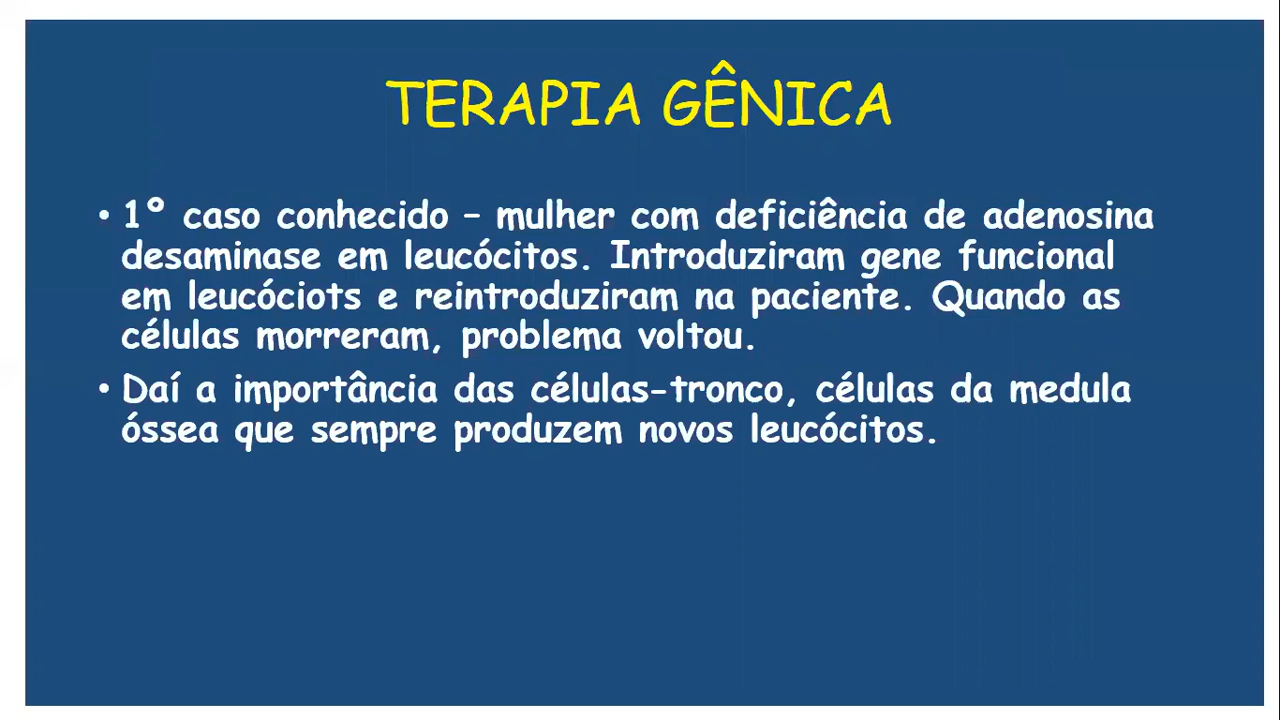 TERAPIA GÊNICA
• 1º caso conhecido – mulher com deficiência de adenosina
desaminase em leucócitos. Introduziram gene funcional
em leucóciots e reintroduziram na paciente. Quando as
células morreram, problema voltou.
• Daí a importância das células-tronco, células da medula
óssea que sempre produzem novos leucócitos.